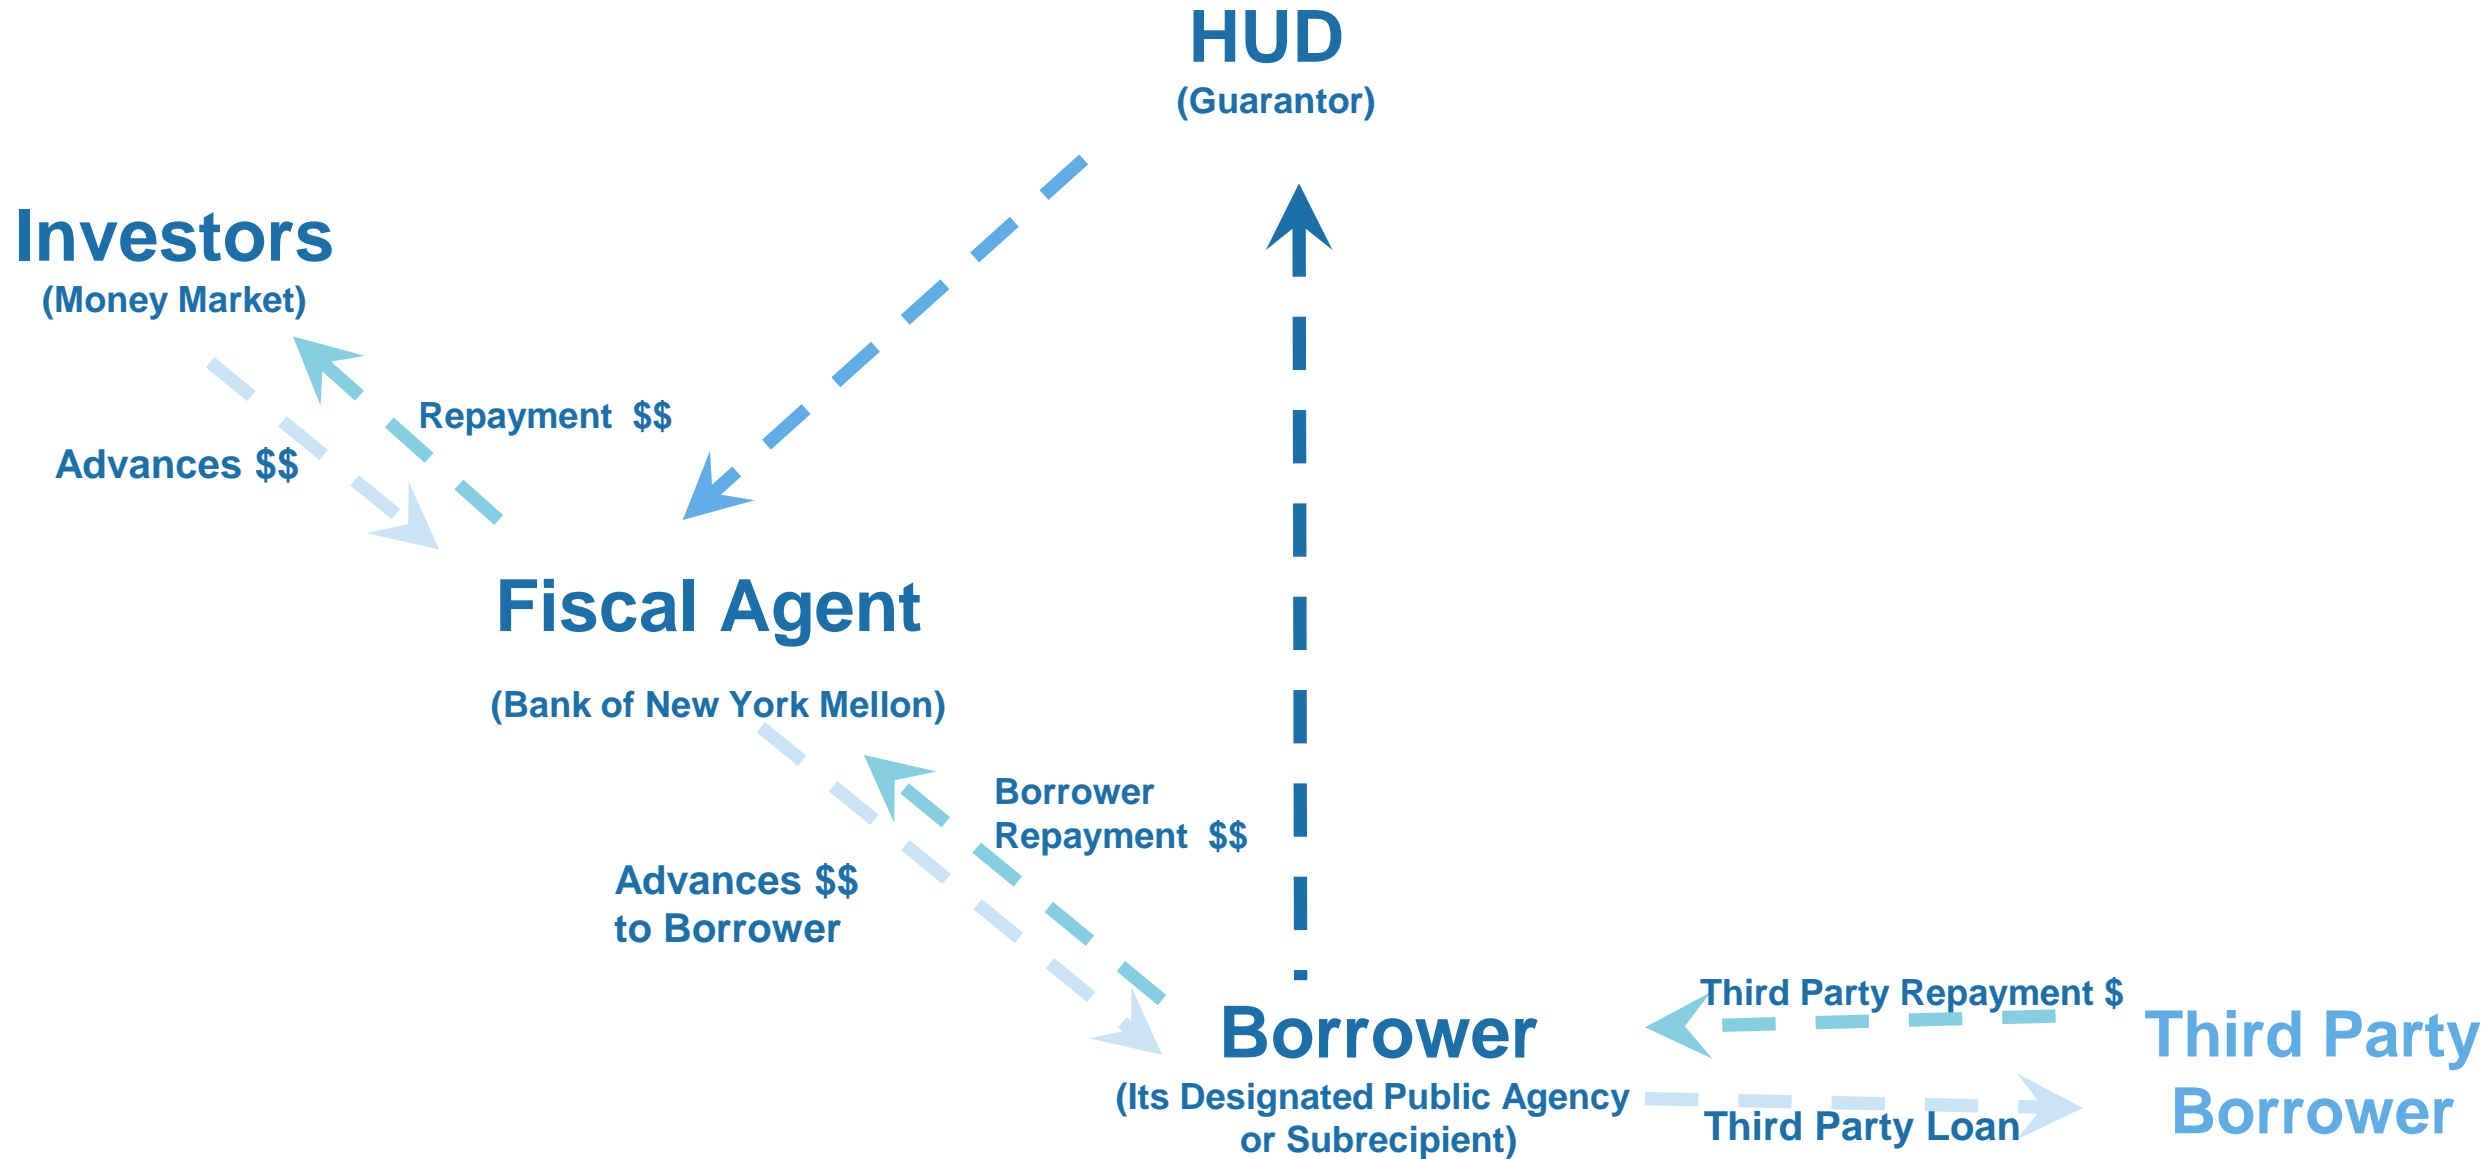 HUD
(Guarantor)
Investors
(Money Market)
Repayment  $$
Advances $$
Fiscal Agent
(Bank of New York Mellon)
Borrower
Repayment  $$
Advances $$
to Borrower
Third Party Repayment $
Borrower
(Its Designated Public Agency
or Subrecipient)
Third Party Loan
Third Party
Borrower